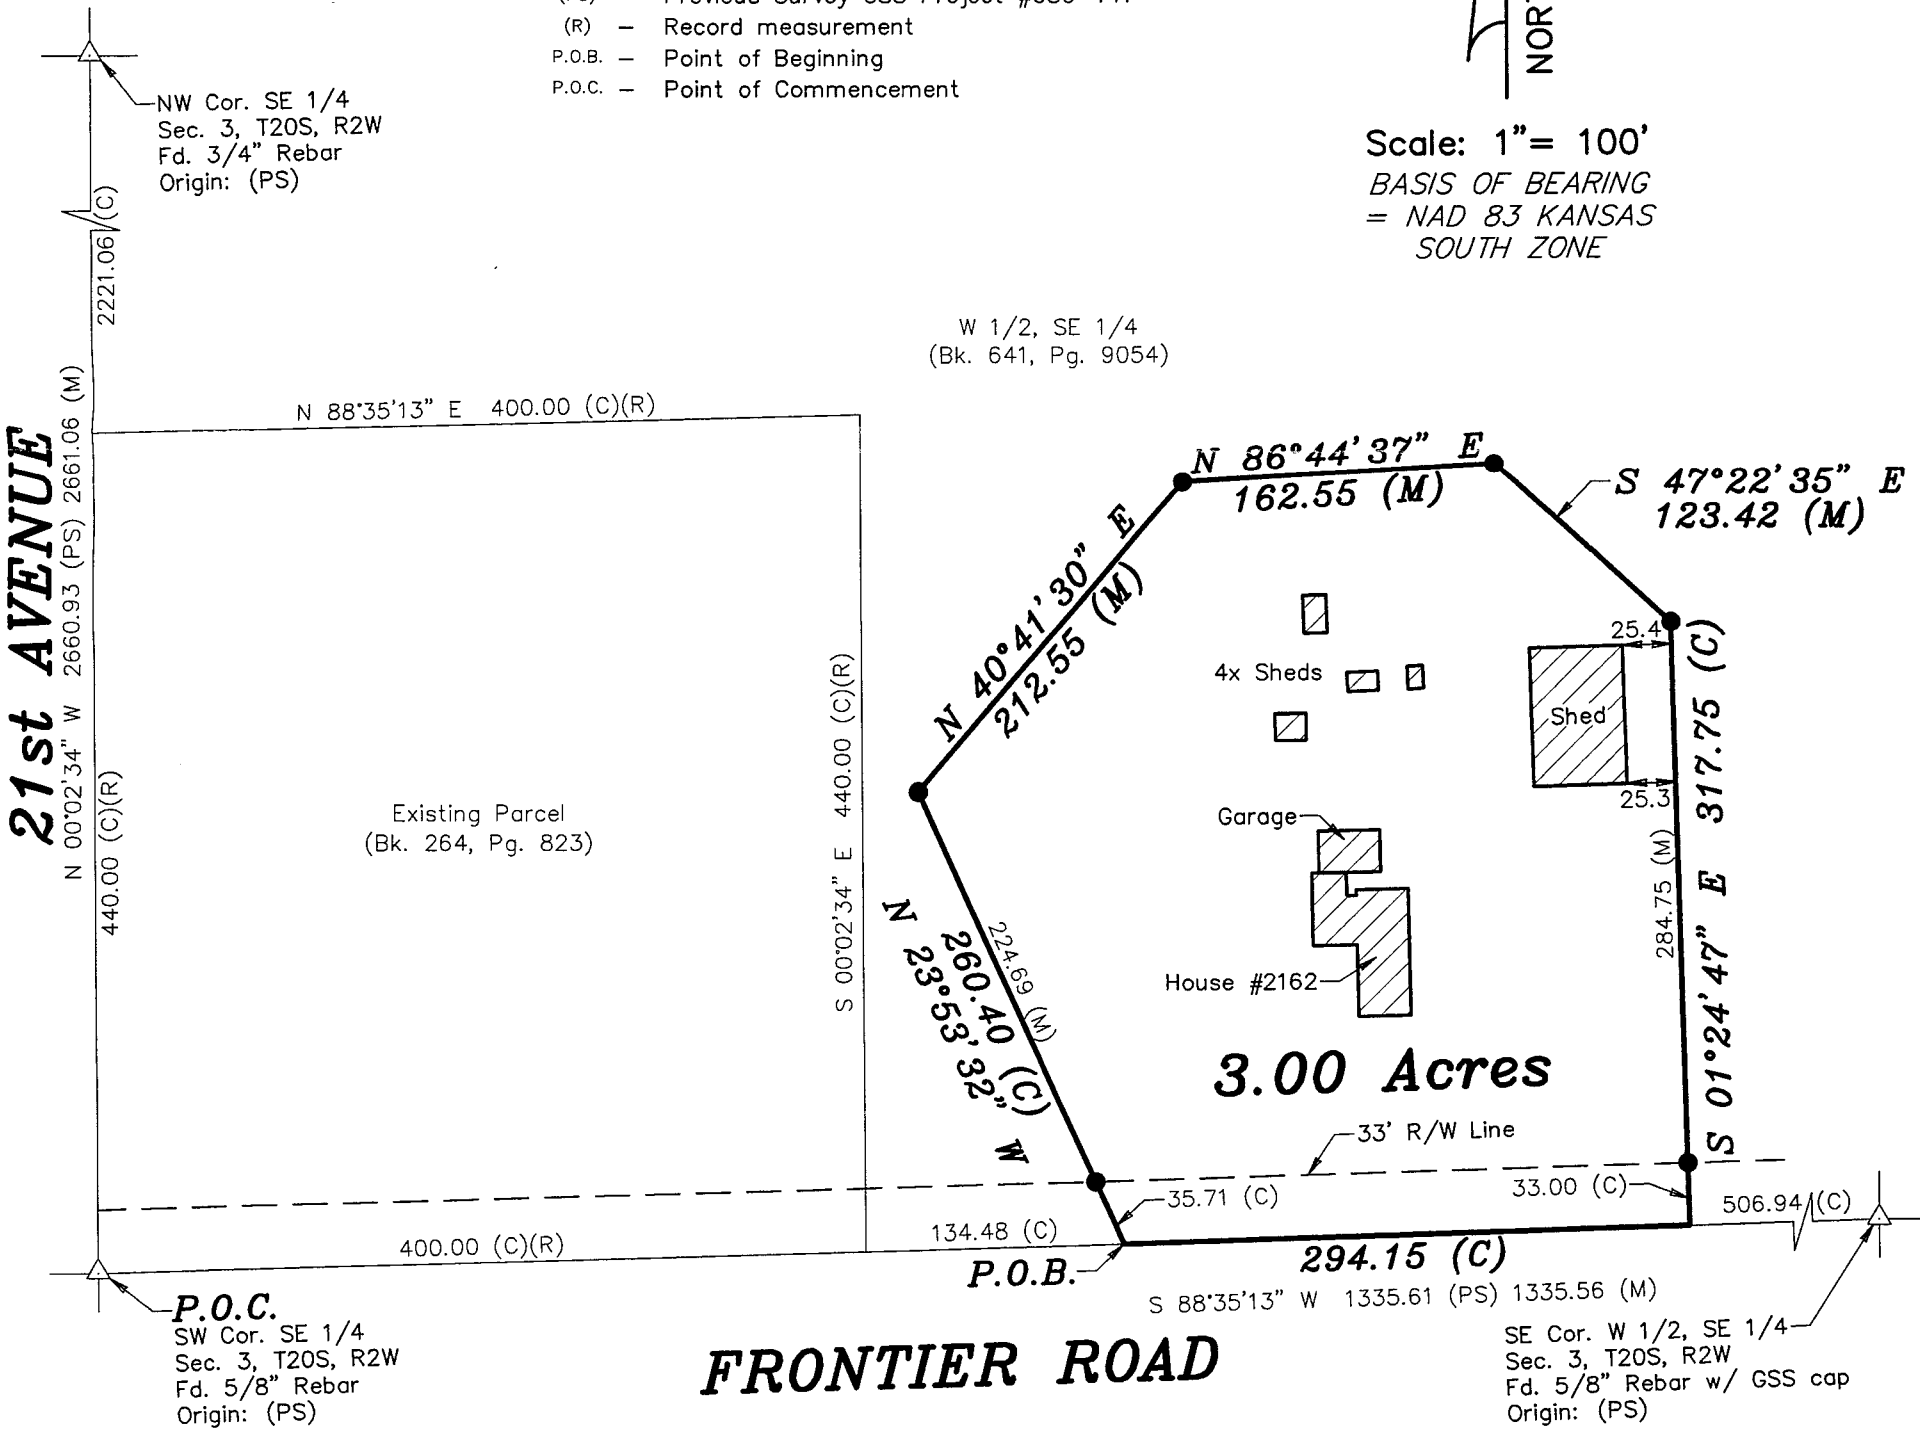 (R) – Record measurement
P.O.B. – Point of Beginning
P.O.C. – Point of Commencement
NORT
Scale: 1"= 100'
BASIS OF BEARING
= NAD 83 KANSAS
SOUTH ZONE
NW Cor. SE 1/4
Sec. 3, T20S, R2W
Fd. 3/4" Rebar
Origin: (PS)
2221.06 (C)
W 1/2, SE 1/4
(Bk. 641, Pg. 9054)
21st AVENUE
N 00°02'34" W 2660.93 (PS) 2661.06 (M)
440.00 (C)(R)
N 88°35'13" E 400.00 (C)(R)
Existing Parcel
(Bk. 264, Pg. 823)
S 00°02'34" E 440.00 (C)(R)
N 86°44'37" E
162.55 (M)
S 47°22'35" E
123.42 (M)
N 40°41'30" E
212.55 (M)
4x Sheds
25.4
Shed
25.3
Garage
House #2162
S 01°24'47" E 317.75 (C)
284.75 (M)
224.69 (M)
260.40 (C)
N 23°53'32" W
3.00 Acres
33' R/W Line
35.71 (C)
33.00 (C)
506.94 (C)
400.00 (C)(R)
134.48 (C)
P.O.B.
294.15 (C)
S 88°35'13" W 1335.61 (PS) 1335.56 (M)
P.O.C.
SW Cor. SE 1/4
Sec. 3, T20S, R2W
Fd. 5/8" Rebar
Origin: (PS)
FRONTIER ROAD
SE Cor. W 1/2, SE 1/4
Sec. 3, T20S, R2W
Fd. 5/8" Rebar w/ GSS cap
Origin: (PS)